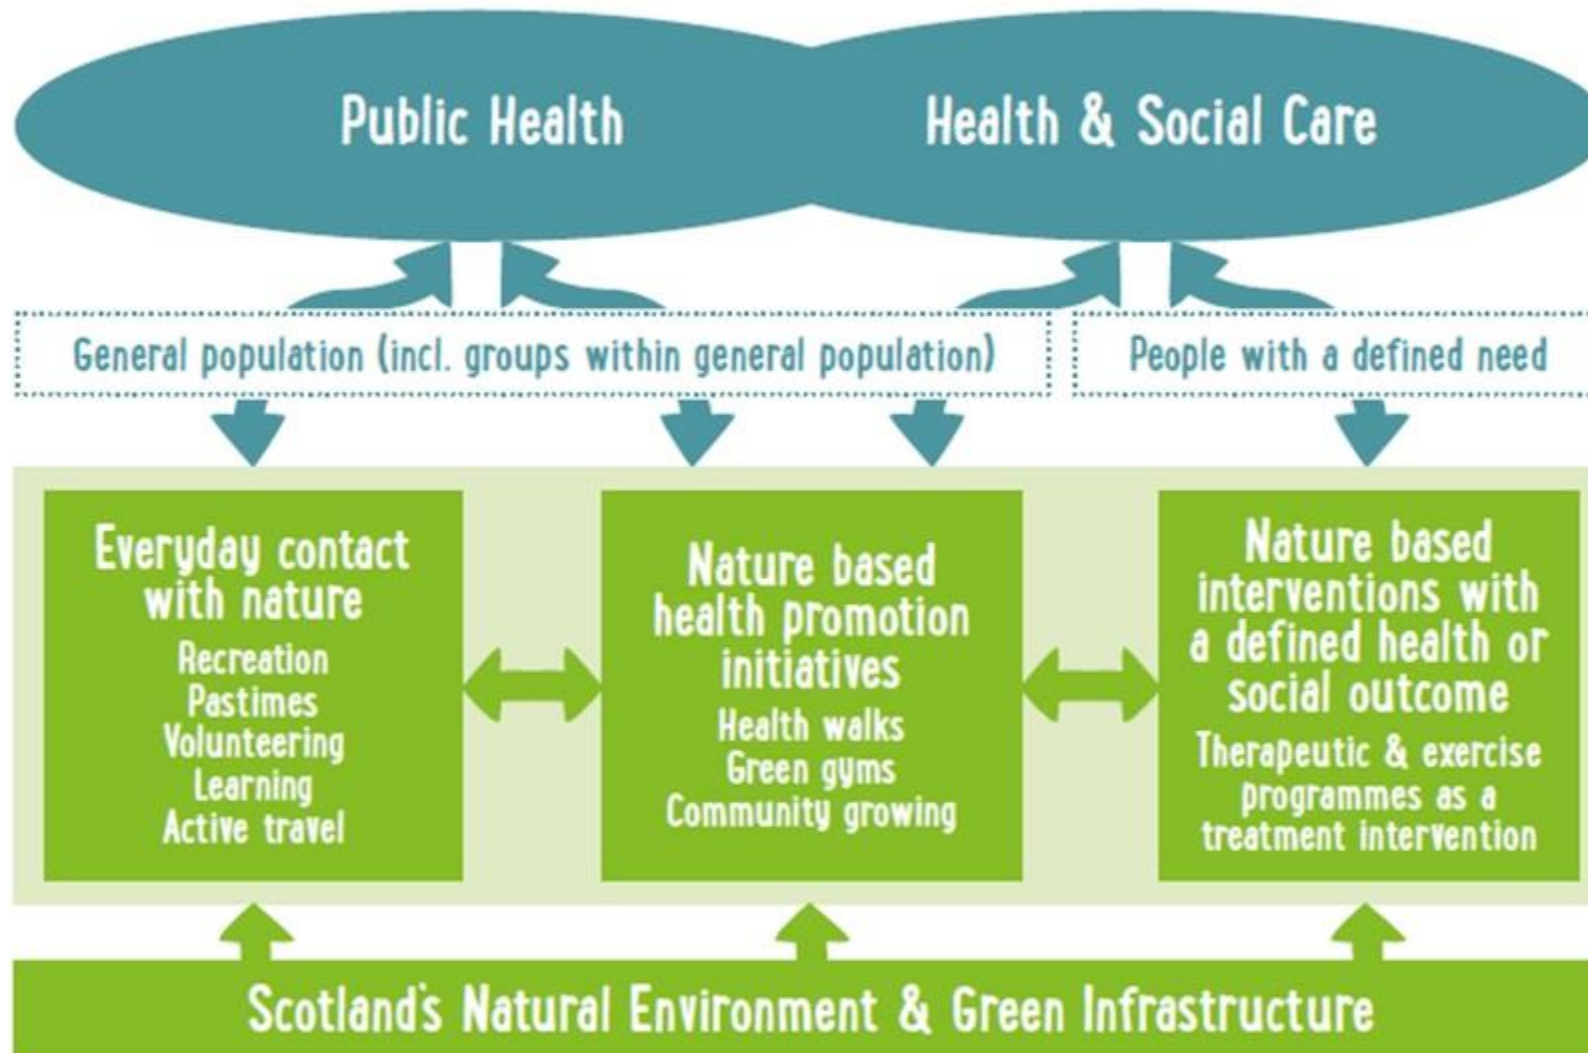 Public Health
Health & Social Care
General population (incl. groups within general population)
People with a defined need
Everyday contact
with nature
Recreation
Pastimes
Volunteering
Learning
Active travel
Nature based
health promotion
initiatives
Health walks
Green gyms
Community growing
Nature based
interventions with
a defined health or
social outcome
Therapeutic & exercise
programmes as a
treatment intervention
Scotland's Natural Environment & Green Infrastructure